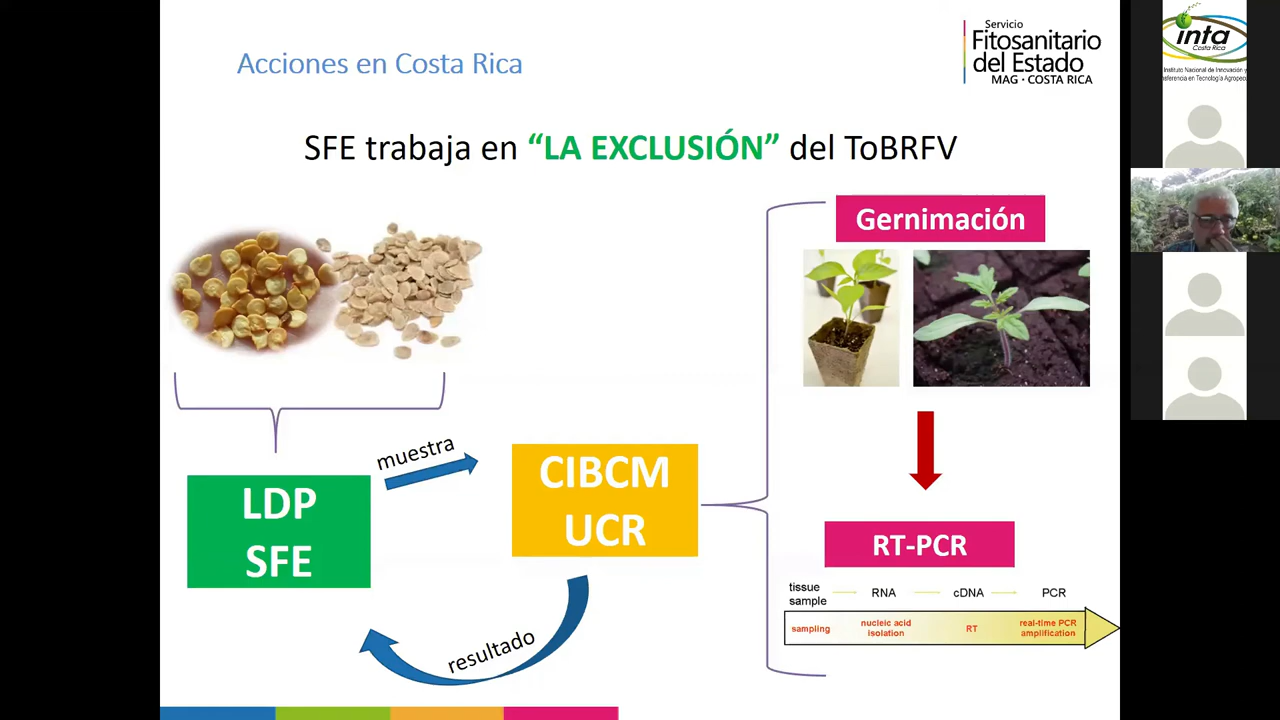 Acciones en Costa Rica
Servicio
Fitosanitario
del Estado
MAG · COSTA RICA
SFE trabaja en “LA EXCLUSIÓN” del ToBRFV
Gernimación
muestra
LDP
SFE
CIBCM
UCR
resultado
RT-PCR
tissue
sample
RNA
cDNA
PCR
sampling
nucleic acid
isolation
RT
real-time PCR
amplification
inta
Costa Rica
Instituto Nacional de Innovación y
sferencia en Tecnología Agropec